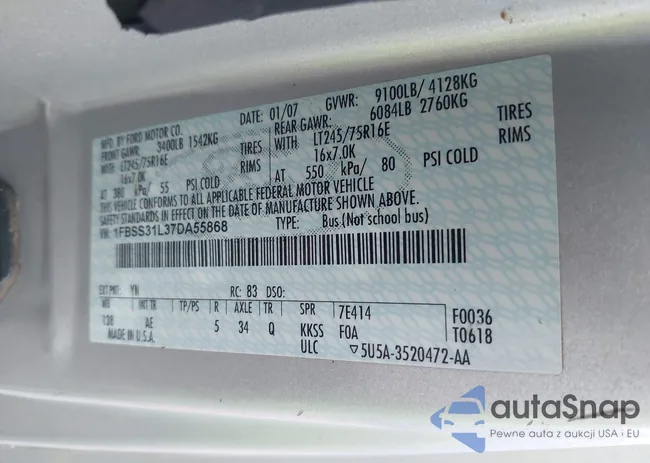 MFD. BY FORD MOTOR CO.
DATE: 01/07 GVWR: 9100LB/ 4128KG
FRONT GAWR: 3400LB 1542KG
REAR GAWR: 6084LB 2760KG
WITH LT245/75R16E TIRES
WITH LT245/75R16E TIRES
16x7.0K RIMS
16x7.0K RIMS
AT 380 kPa/ 55 PSI COLD
AT 550 kPa/ 80 PSI COLD
THIS VEHICLE CONFORMS TO ALL APPLICABLE FEDERAL MOTOR VEHICLE
SAFETY STANDARDS IN EFFECT ON THE DATE OF MANUFACTURE SHOWN ABOVE.
VIN: 1FBSS31L37DA55868
TYPE: Bus (Not school bus)
EXT PNT: YN RC: 83 DSO:
WB INT TR TP/PS R AXLE TR SPR 7E414 F0036
138 AE 5 34 Q KKSS F0A T0618
MADE IN U.S.A. ULC ▽5U5A-3520472-AA
autaSnap
Pewne auta z aukcji USA i EU